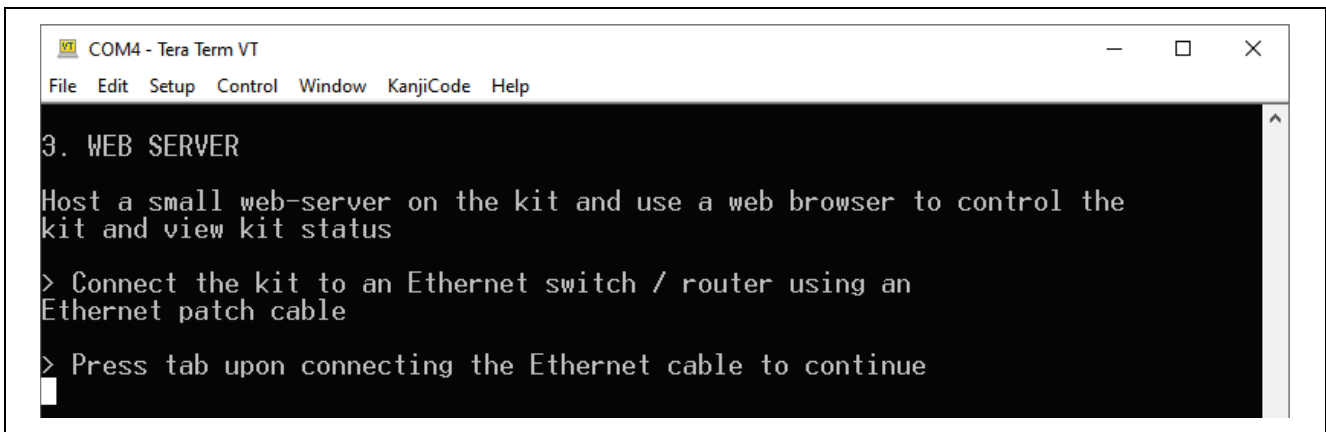 VT COM4 - Tera Term VT
File Edit Setup Control Window KanjiCode Help
3. WEB SERVER
Host a small web-server on the kit and use a web browser to control the
kit and view kit status
> Connect the kit to an Ethernet switch / router using an
Ethernet patch cable
> Press tab upon connecting the Ethernet cable to continue